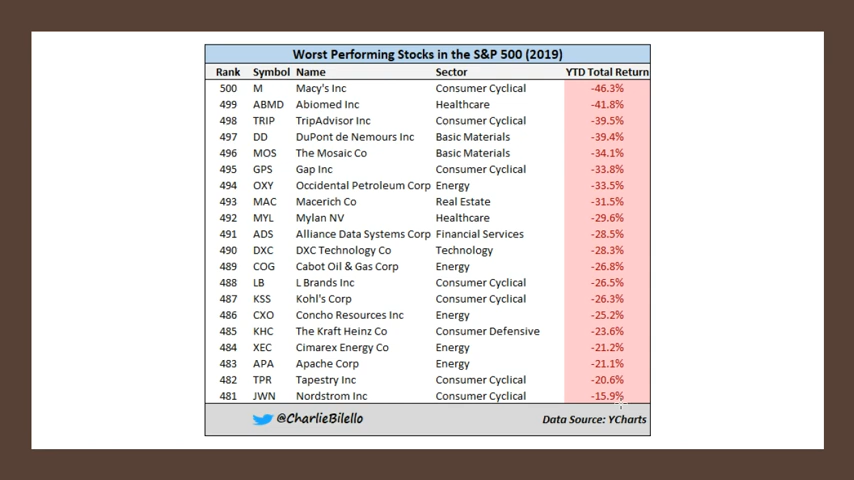 Worst Performing Stocks in the S&P 500 (2019)
Rank Symbol Name Sector YTD Total Return
500 M Macy's Inc Consumer Cyclical -46.3%
499 ABMD Abiomed Inc Healthcare -41.8%
498 TRIP TripAdvisor Inc Consumer Cyclical -39.5%
497 DD DuPont de Nemours Inc Basic Materials -39.4%
496 MOS The Mosaic Co Basic Materials -34.1%
495 GPS Gap Inc Consumer Cyclical -33.8%
494 OXY Occidental Petroleum Corp Energy -33.5%
493 MAC Macerich Co Real Estate -31.5%
492 MYL Mylan NV Healthcare -29.6%
491 ADS Alliance Data Systems Corp Financial Services -28.5%
490 DXC DXC Technology Co Technology -28.3%
489 COG Cabot Oil & Gas Corp Energy -26.8%
488 LB L Brands Inc Consumer Cyclical -26.5%
487 KSS Kohl's Corp Consumer Cyclical -26.3%
486 CXO Concho Resources Inc Energy -25.2%
485 KHC The Kraft Heinz Co Consumer Defensive -23.6%
484 XEC Cimarex Energy Co Energy -21.2%
483 APA Apache Corp Energy -21.1%
482 TPR Tapestry Inc Consumer Cyclical -20.6%
481 JWN Nordstrom Inc Consumer Cyclical -15.9%
@CharlieBilello Data Source: YCharts